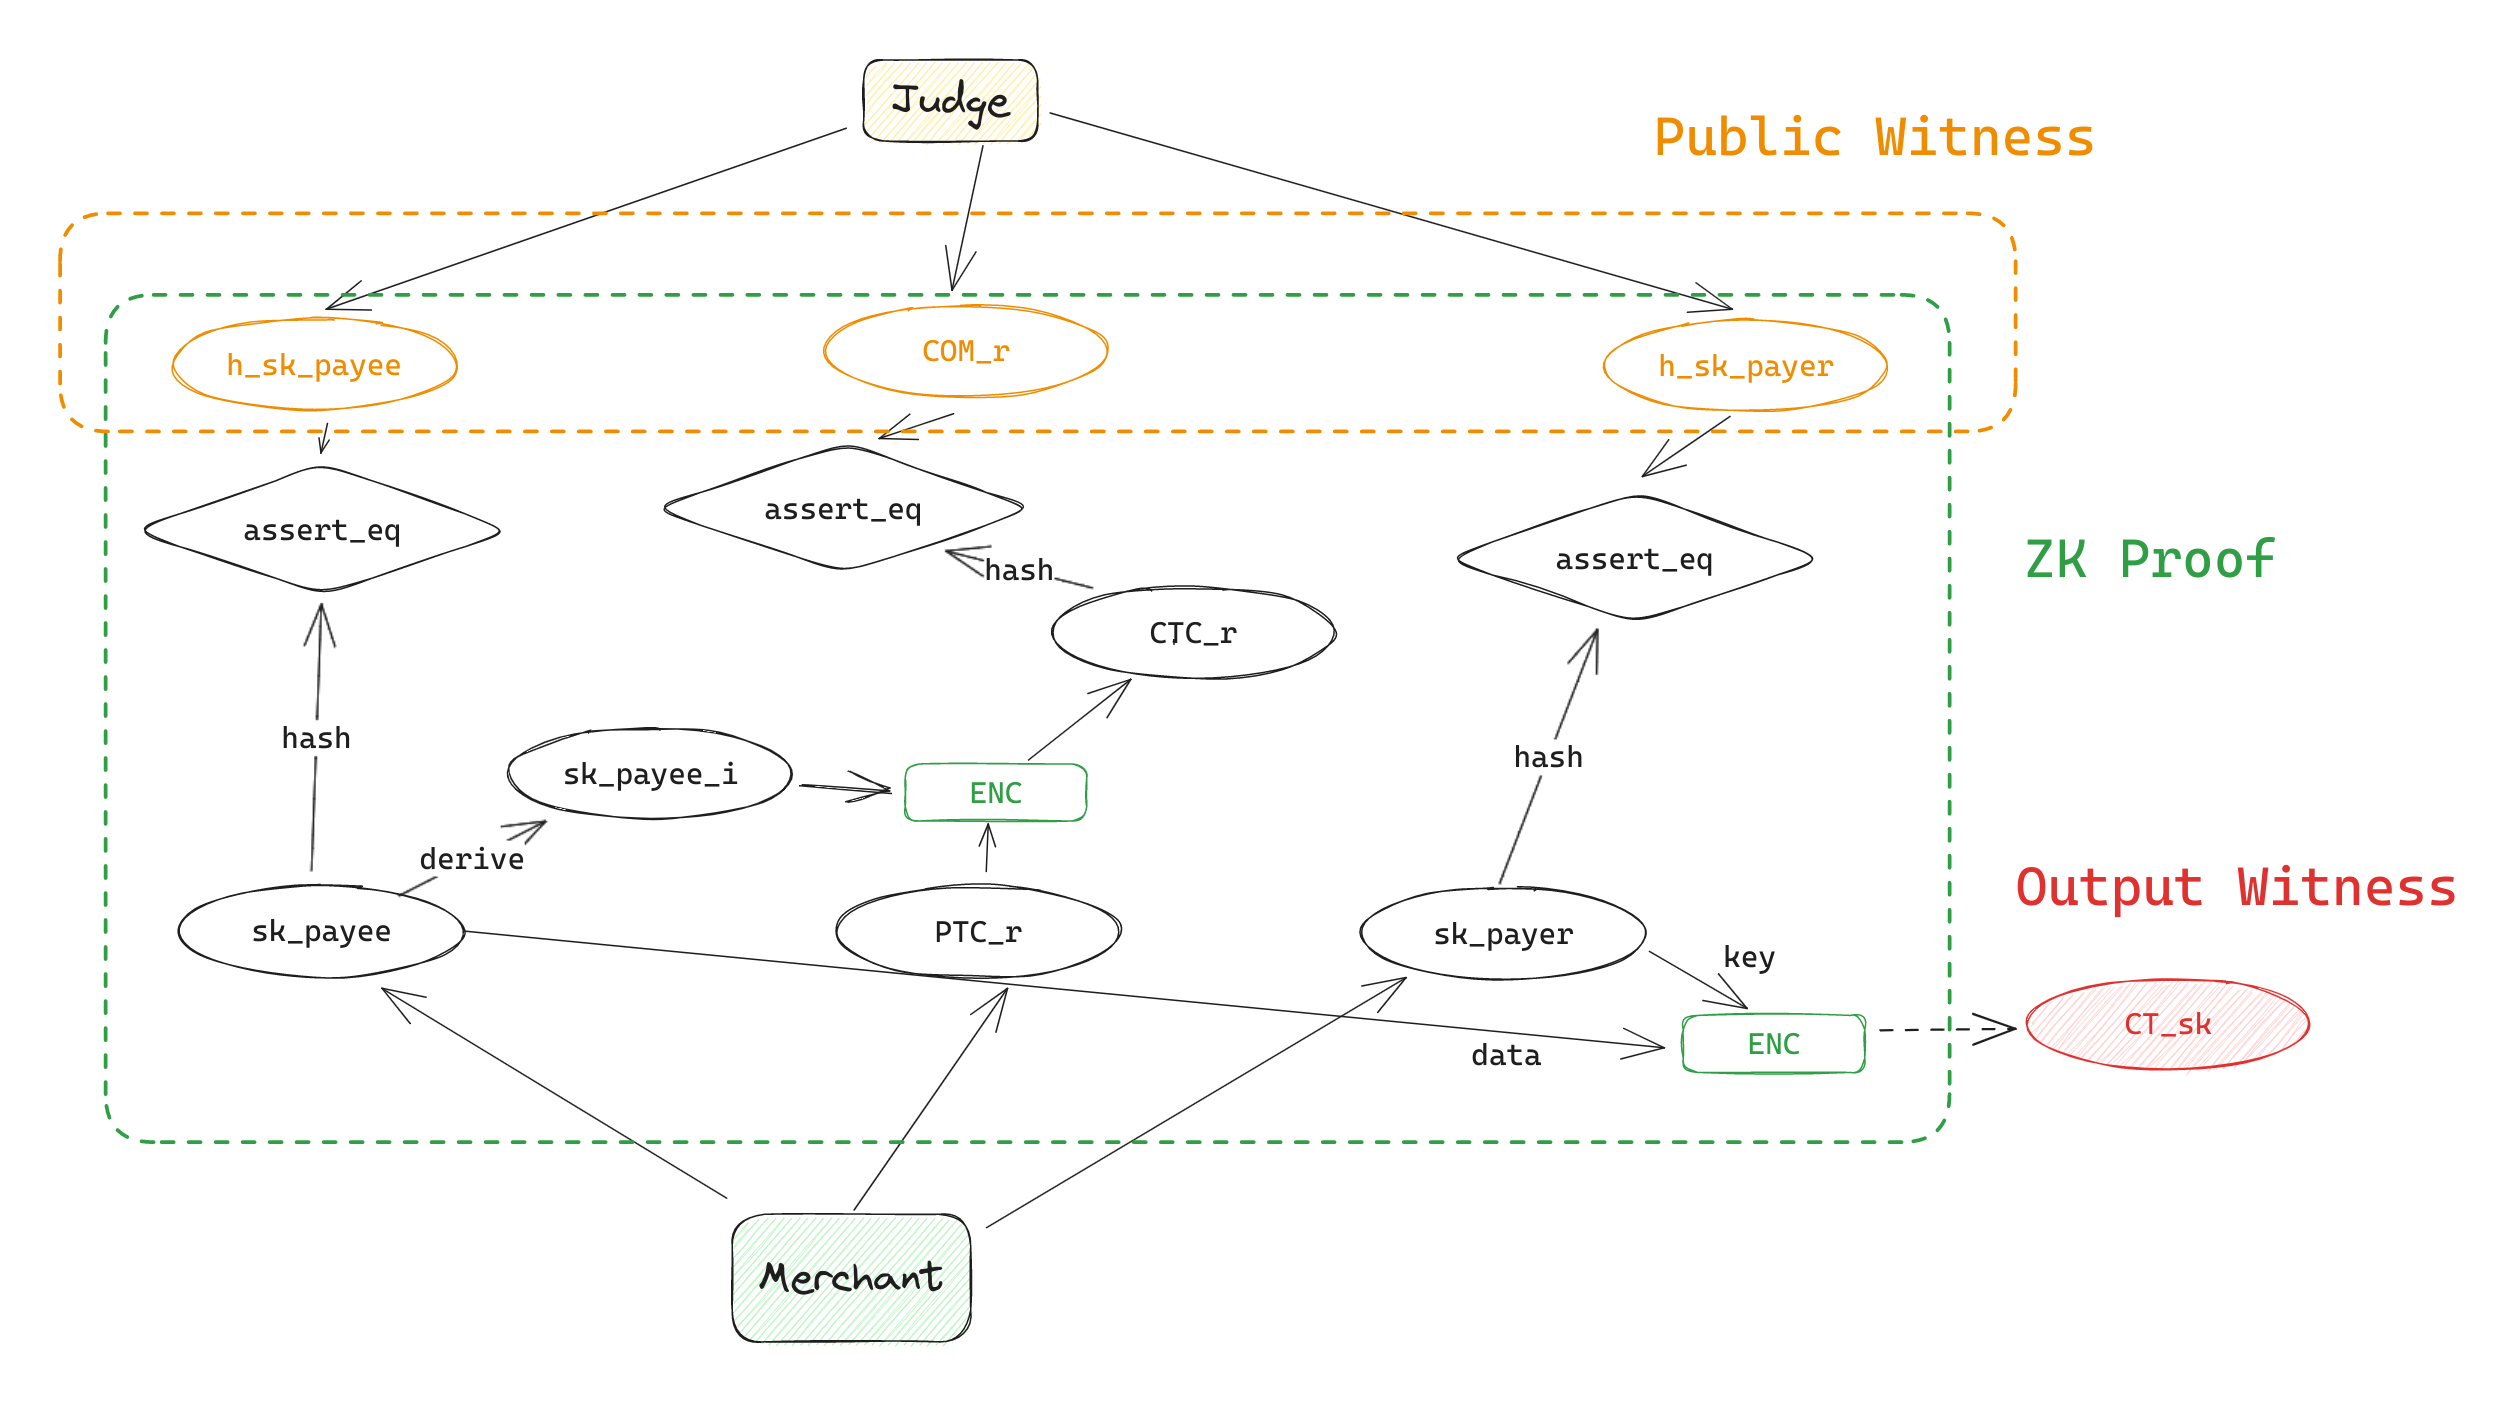 Judge
Public Witness
h_sk_payee
COM_r
h_sk_payer
assert_eq
assert_eq
assert_eq
ZK Proof
hash
CTC_r
hash
hash
sk_payee_i
ENC
derive
Output Witness
sk_payee
PTC_r
sk_payer
key
CT_sk
ENC
data
Merchant